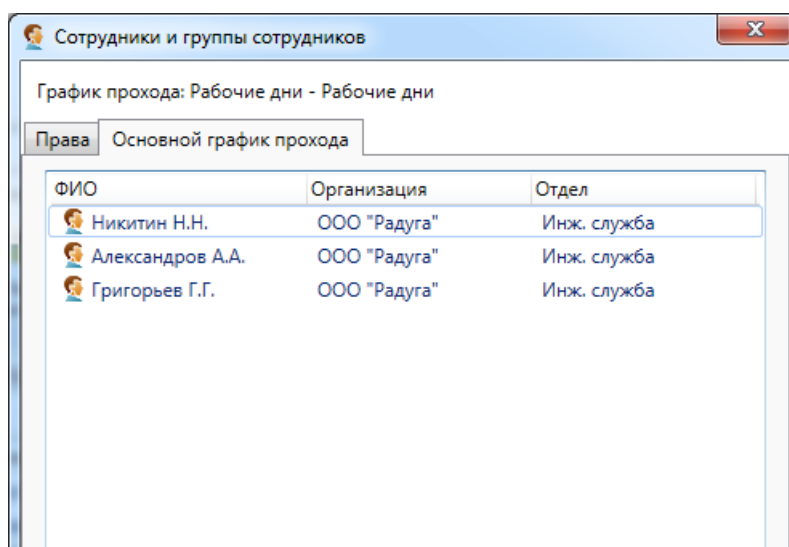 Сотрудники и группы сотрудников
График прохода: Рабочие дни - Рабочие дни
Права Основной график прохода
ФИО Организация Отдел
Никитин Н.Н. ООО "Радуга" Инж. служба
Александров А.А. ООО "Радуга" Инж. служба
Григорьев Г.Г. ООО "Радуга" Инж. служба